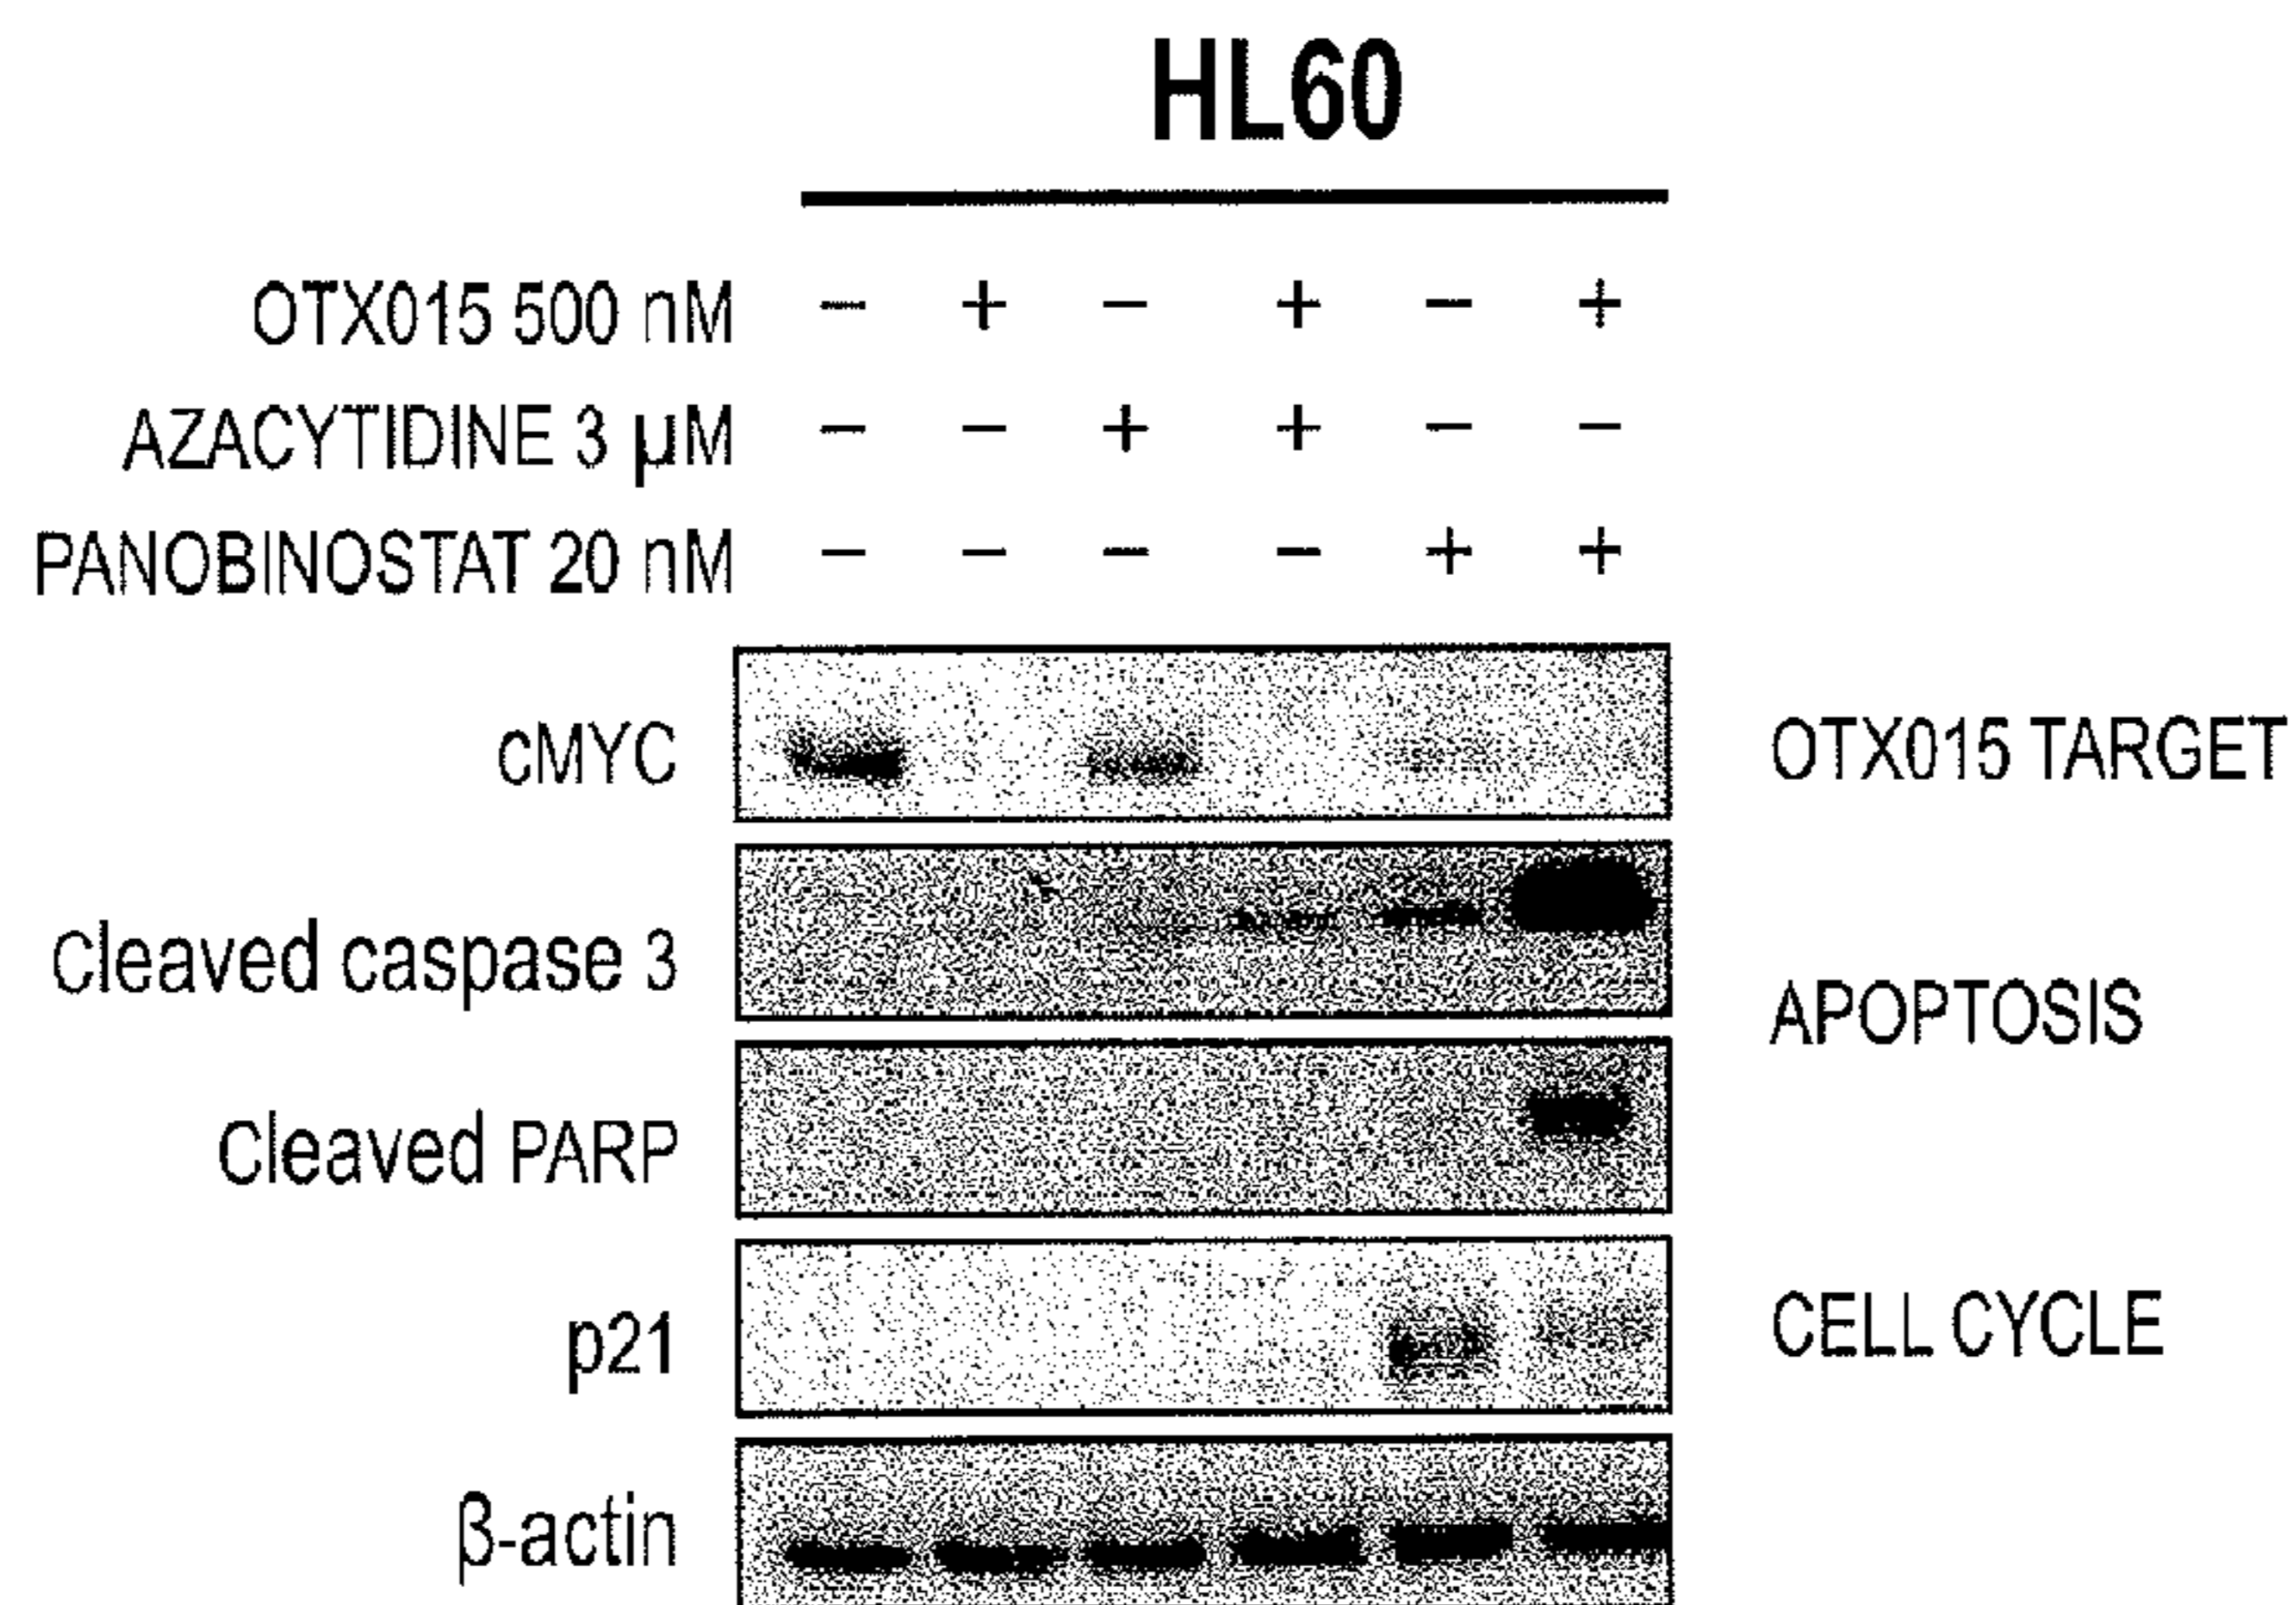 HL60
OTX015 500 nM – + – + – +
AZACYTIDINE 3 µM – – + + – –
PANOBINOSTAT 20 nM – – – – + +
cMYC OTX015 TARGET
Cleaved caspase 3
APOPTOSIS
Cleaved PARP
p21 CELL CYCLE
β-actin